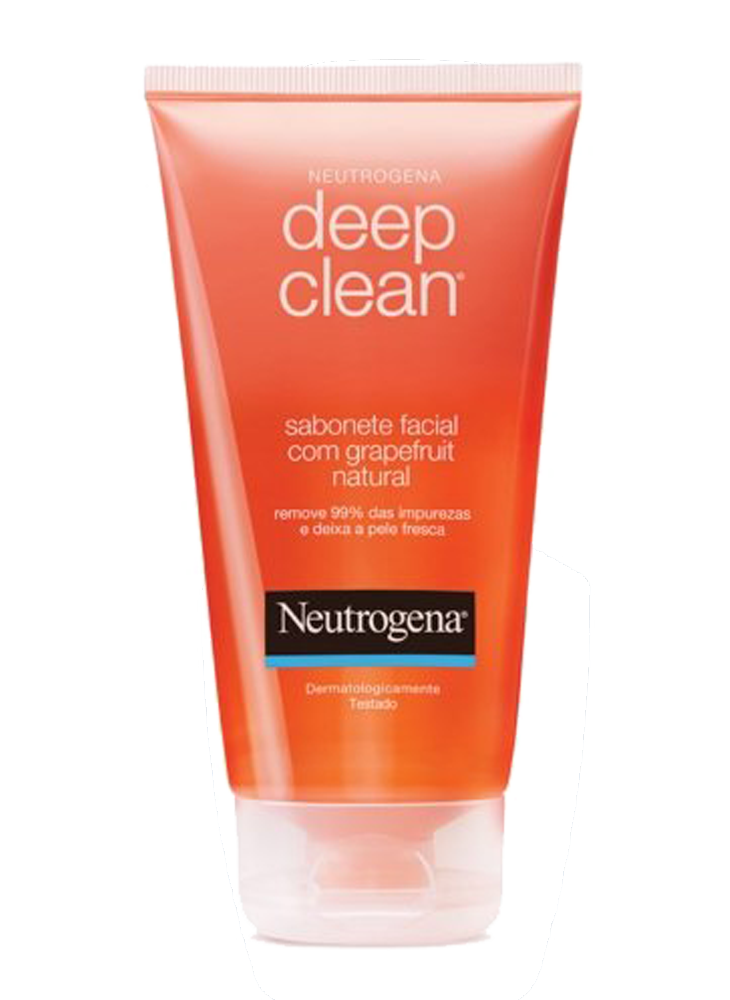 NEUTROGENA
deep
clean®
sabonete facial
com grapefruit
natural
remove 99% das impurezas
e deixa a pele fresca
Neutrogena®
Dermatologicamente
Testado